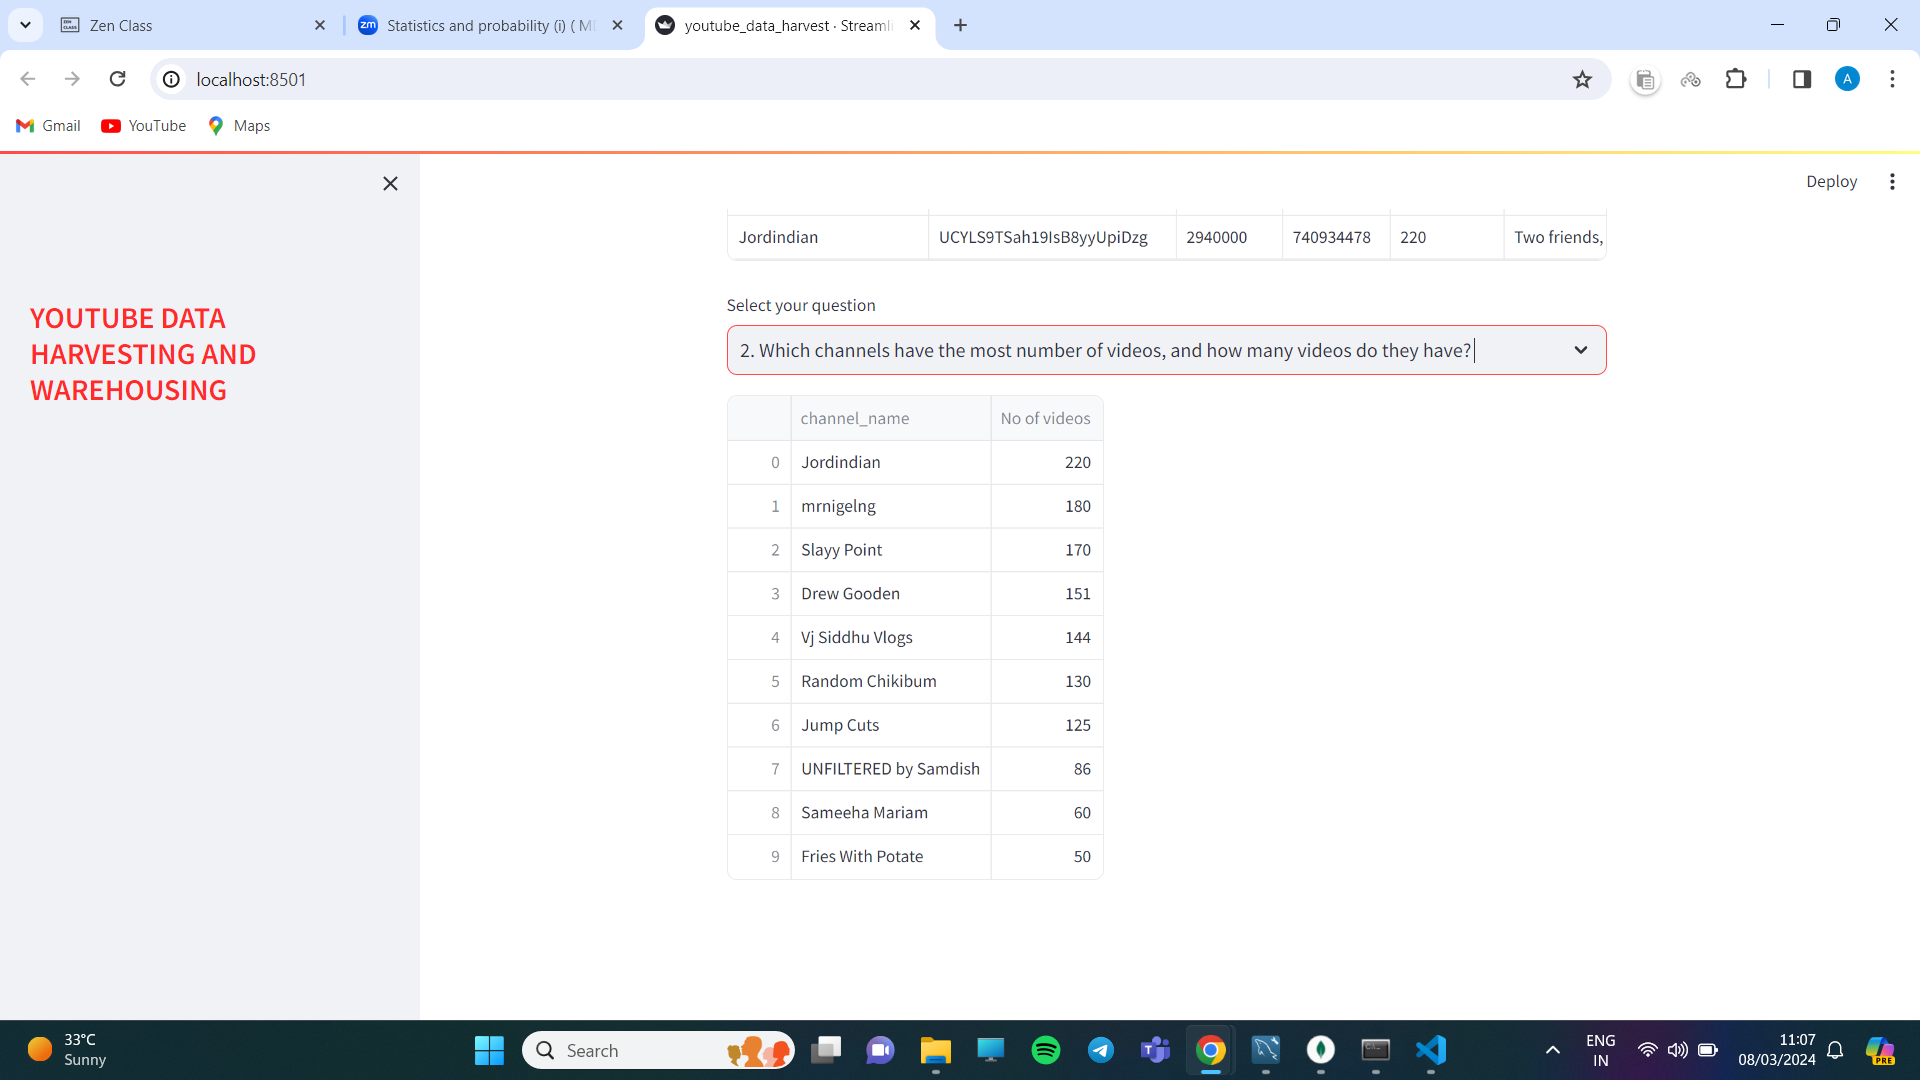 Zen Class
Statistics and probability (i) ( M
youtube_data_harvest · Streamli
localhost:8501
Gmail YouTube Maps
Deploy
YOUTUBE DATA
HARVESTING AND
WAREHOUSING
Jordindian UCYLS9TSah19IsB8yyUpiDzg 2940000 740934478 220 Two friends,
Select your question
2. Which channels have the most number of videos, and how many videos do they have?
channel_name No of videos
0 Jordindian 220
1 mrnigelng 180
2 Slayy Point 170
3 Drew Gooden 151
4 Vj Siddhu Vlogs 144
5 Random Chikibum 130
6 Jump Cuts 125
7 UNFILTERED by Samdish 86
8 Sameeha Mariam 60
9 Fries With Potate 50
33°C
Sunny
Search
ENG
IN
11:07
08/03/2024
PRE